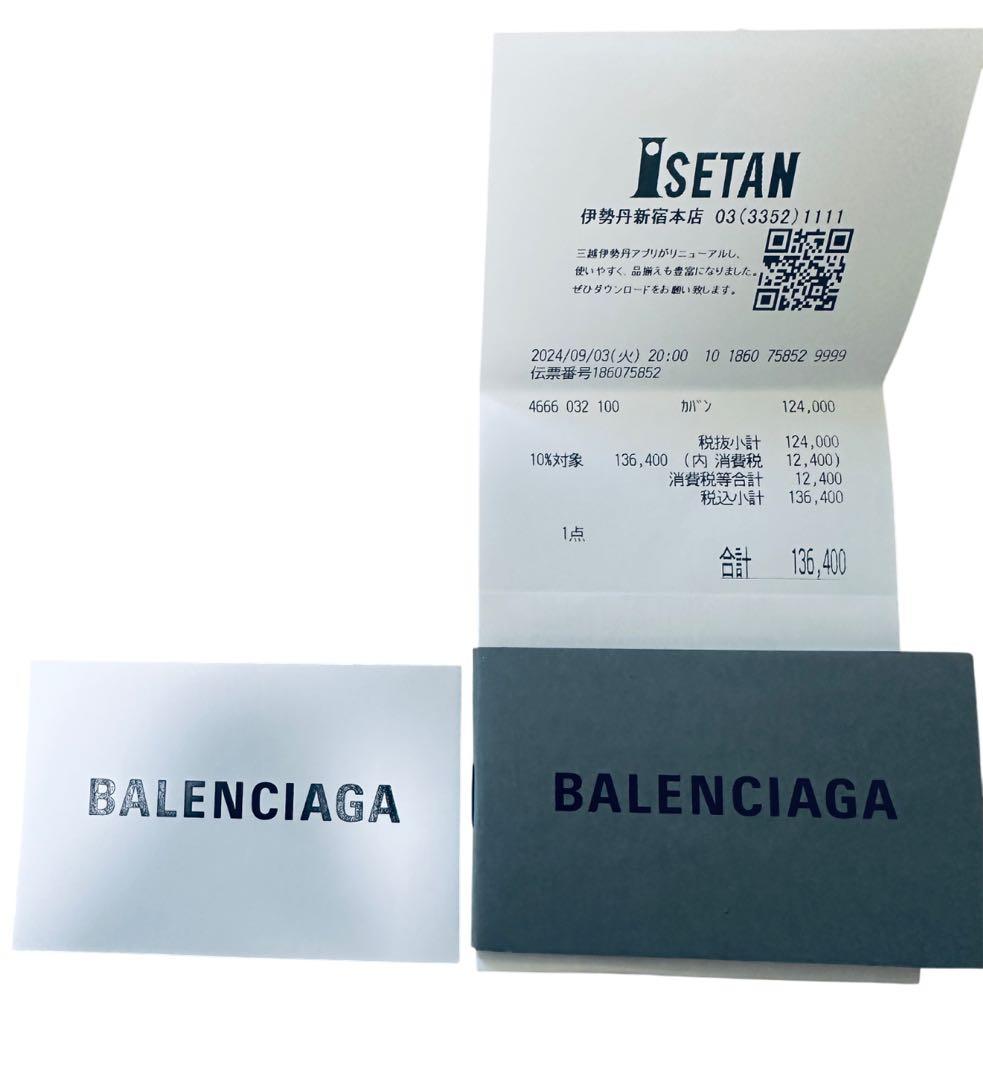 ISETAN
伊勢丹新宿本店 03(3352)1111
三越伊勢丹アプリがリニューアルし、
使いやすく、品揃えも豊富になりました。
ぜひダウンロードをお願い致します。
2024/09/03(火) 20:00 10 1860 75852 9999
伝票番号186075852
4666 032 100 ｶﾊﾞﾝ 124,000
税抜小計 124,000
10%対象 136,400 (内 消費税 12,400)
消費税等合計 12,400
税込小計 136,400
1点
合計 136,400
BALENCIAGA
BALENCIAGA